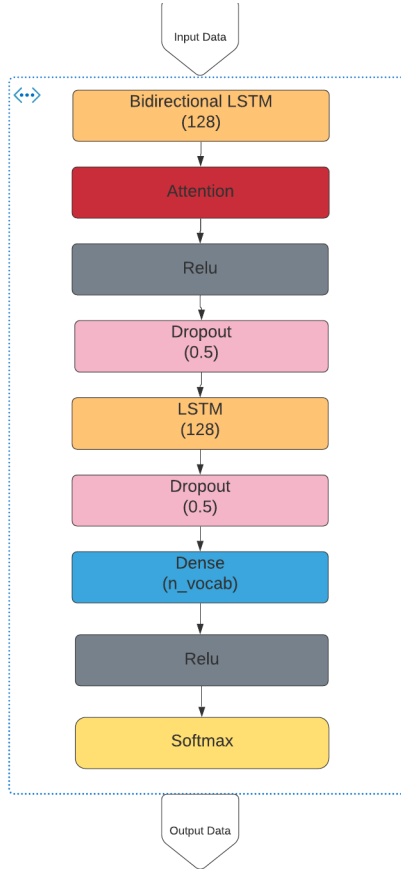 Input Data
Bidirectional LSTM
(128)
Attention
Relu
Dropout
(0.5)
LSTM
(128)
Dropout
(0.5)
Dense
(n_vocab)
Relu
Softmax
Output Data